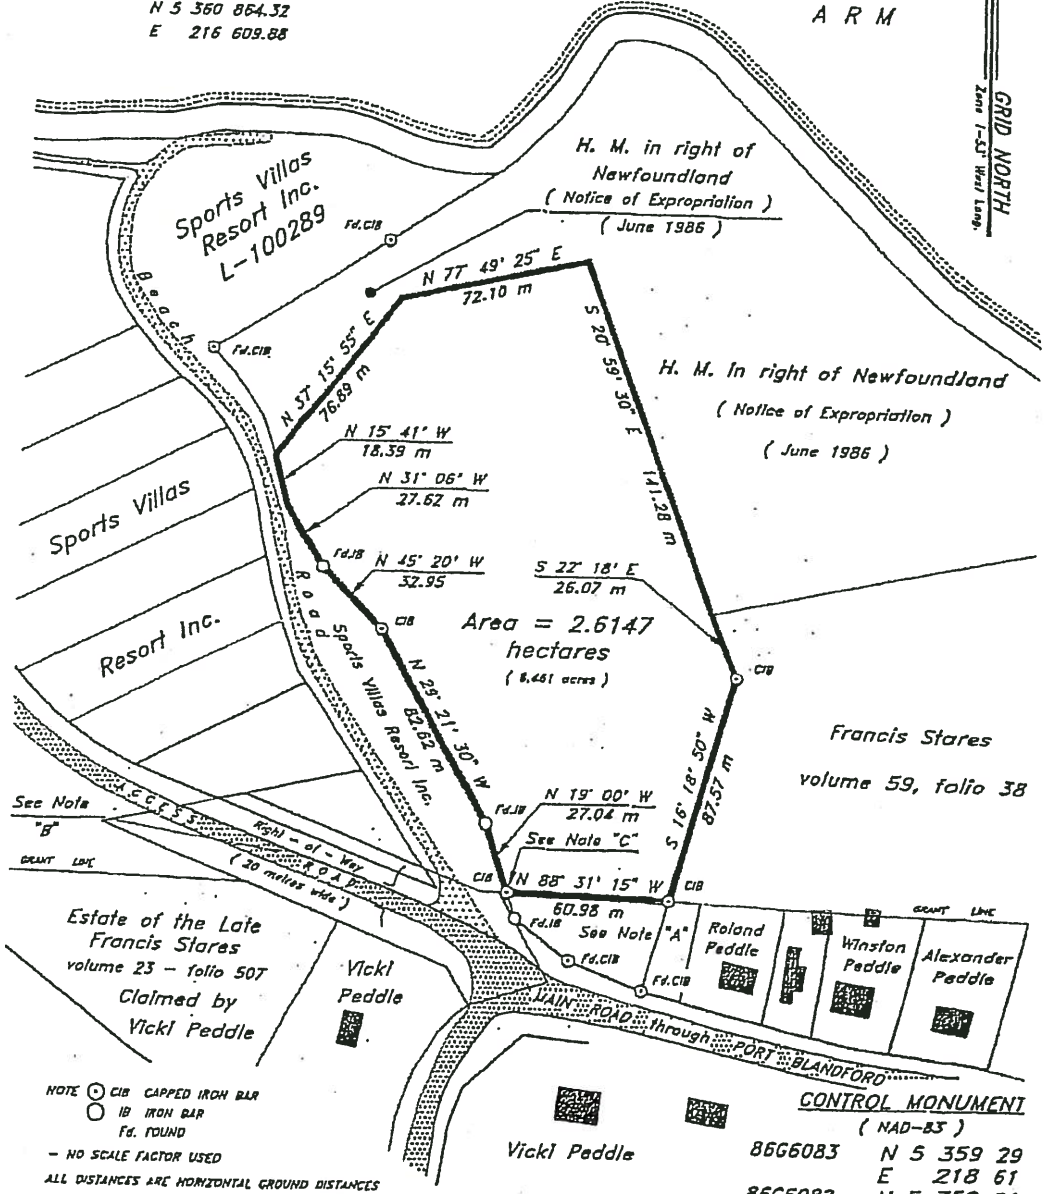 N 5 360 864.32
E 216 609.88
A R M
GRID NORTH
Zone 1-53° West Long.
H. M. in right of
Newfoundland
( Notice of Expropriation )
( June 1986 )
Sports Villas
Resort Inc.
L-100289
Fd.CIB
N 77° 49' 25" E
72.10 m
Beach
Fd.CIB
N 37° 15' 55" E
76.89 m
S 20° 59' 30" E
141.28 m
H. M. In right of Newfoundland
( Notice of Expropriation )
( June 1986 )
N 15° 41' W
18.39 m
N 31° 06' W
27.62 m
Sports Villas
Fd.IB
N 45° 20' W
32.95
S 22° 18' E
26.07 m
Road
CIB
Area = 2.6147
hectares
( 6.461 acres )
Resort Inc.
Sports Villas Resort Inc.
N 29° 21' 30" W
82.62 m
CIB
S 16° 18' 50" W
87.57 m
Francis Stares
volume 59, folio 38
See Note
"B"
ACCESS
ROAD
Right-of-Way
( 20 metres wide )
Fd.IB
N 19° 00' W
27.04 m
See Note "C"
GRANT LINE
CIB
N 88° 31' 15" W
CIB
60.98 m
See Note "A"
Fd.IB
Fd.CIB
Fd.CIB
GRANT LINE
Estate of the Late
Francis Stares
volume 23 - folio 507
Claimed by
Vicki Peddle
Vicki
Peddle
Roland
Peddle
Winston
Peddle
Alexander
Peddle
MAIN ROAD through PORT BLANDFORD
NOTE CIB CAPPED IRON BAR
IB IRON BAR
Fd. FOUND
- NO SCALE FACTOR USED
ALL DISTANCES ARE HORIZONTAL GROUND DISTANCES
Vicki Peddle
CONTROL MONUMENT
( NAD-83 )
86G6083 N 5 359 29
E 218 61